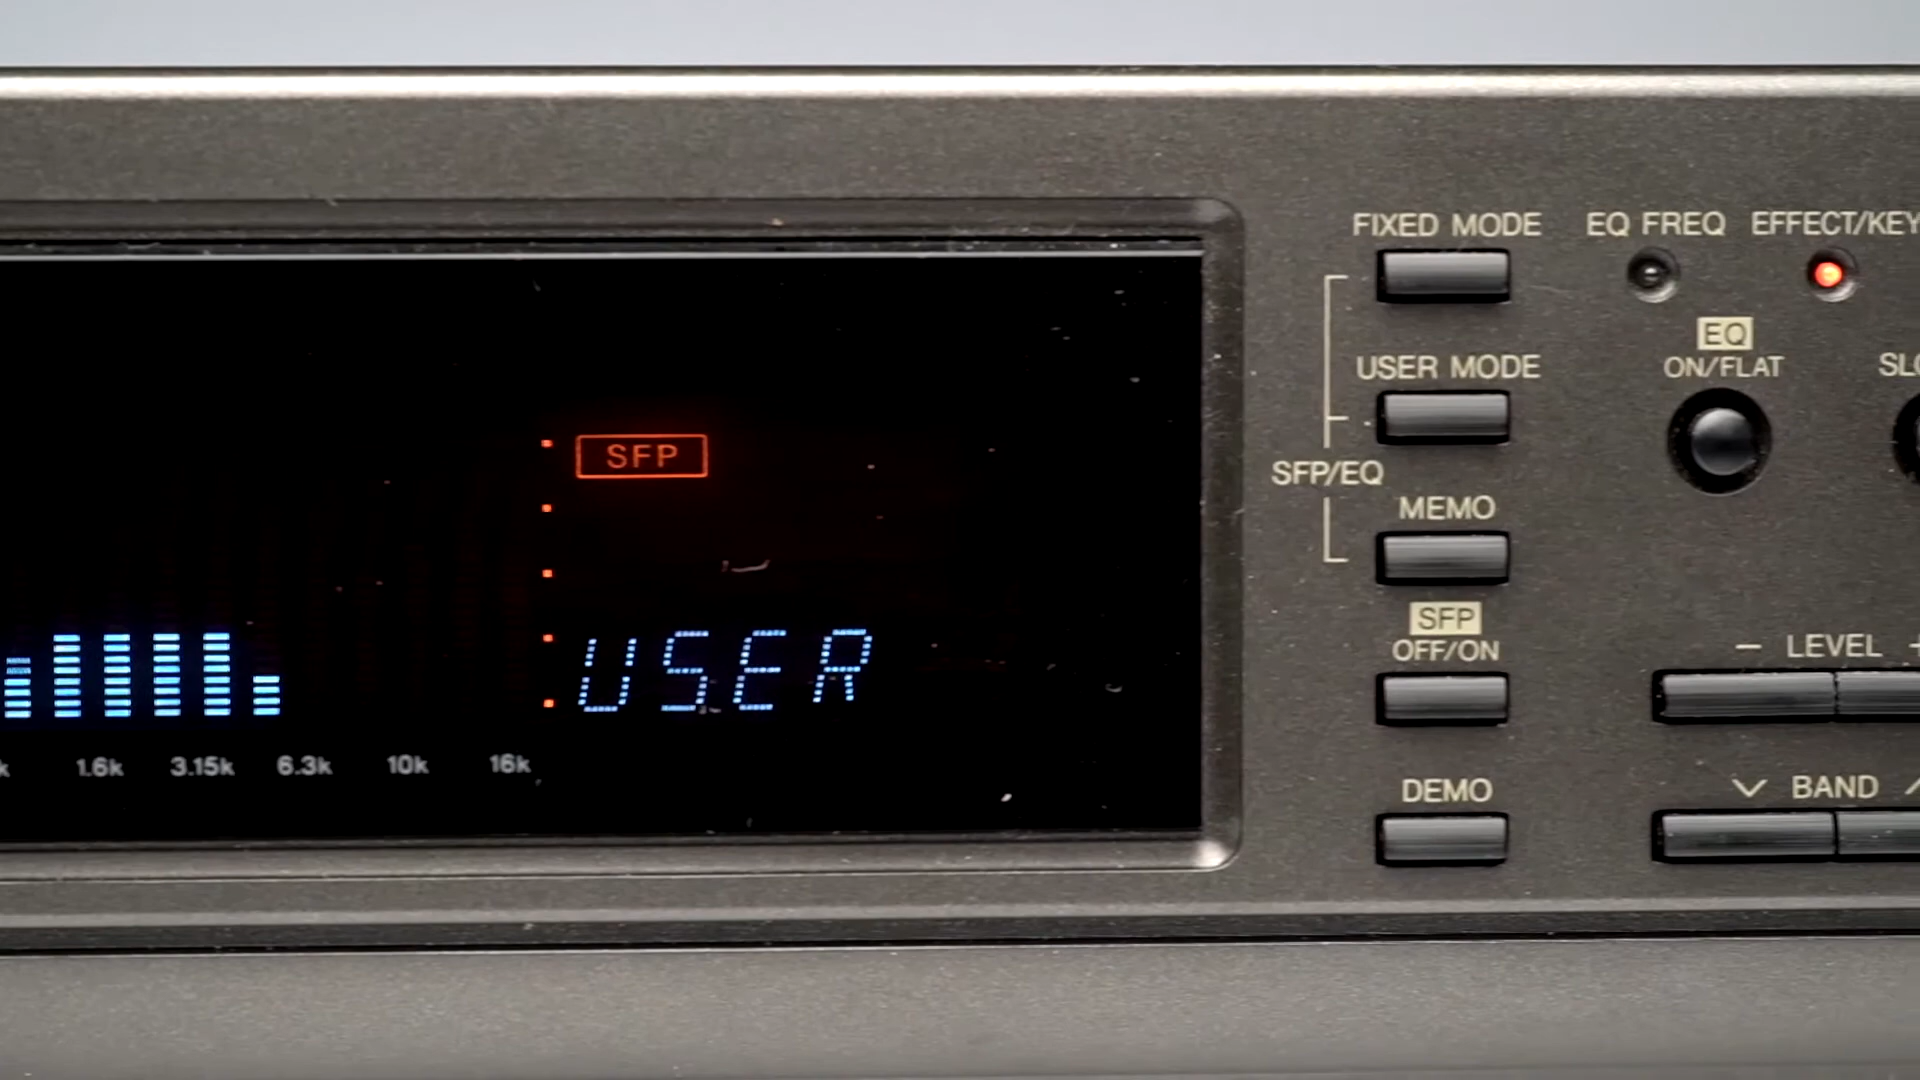 FIXED MODE
EQ FREQ
EFFECT/KEY
EQ
ON/FLAT
USER MODE
SFP
SFP/EQ
MEMO
SFP
OFF/ON
USER
– LEVEL +
1.6k 3.15k 6.3k 10k 16k
DEMO
BAND